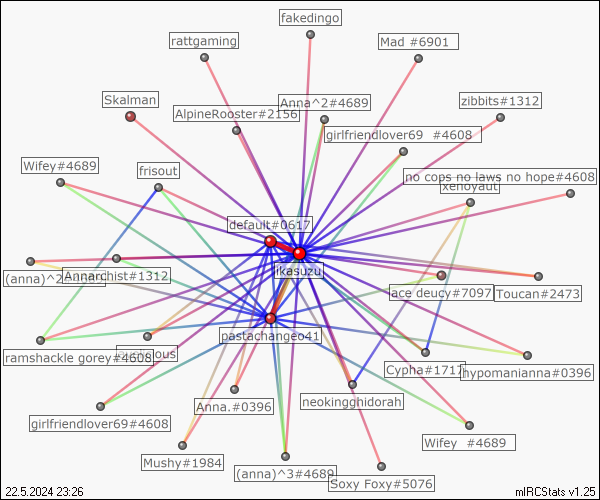 fakedingo
rattgaming
Mad #6901
Skalman
Anna^2#4689
zibbits#1312
AlpineRooster#2156
girlfriendlover69 #4608
Wifey#4689
frisout
no cops no laws no hope#4608
xenoyaut
default#0617
ikasuzu
(anna)^2
Annarchist#1312
ace deucy#7097
Toucan#2473
pastachangeo41
ramshackle gorey#4608
Cypha#1717
hypomanianna#0396
Anna.#0396
neokingghidorah
girlfriendlover69#4608
Wifey #4689
Mushy#1984
(anna)^3#4689
Soxy Foxy#5076
22.5.2024 23:26
mIRCStats v1.25